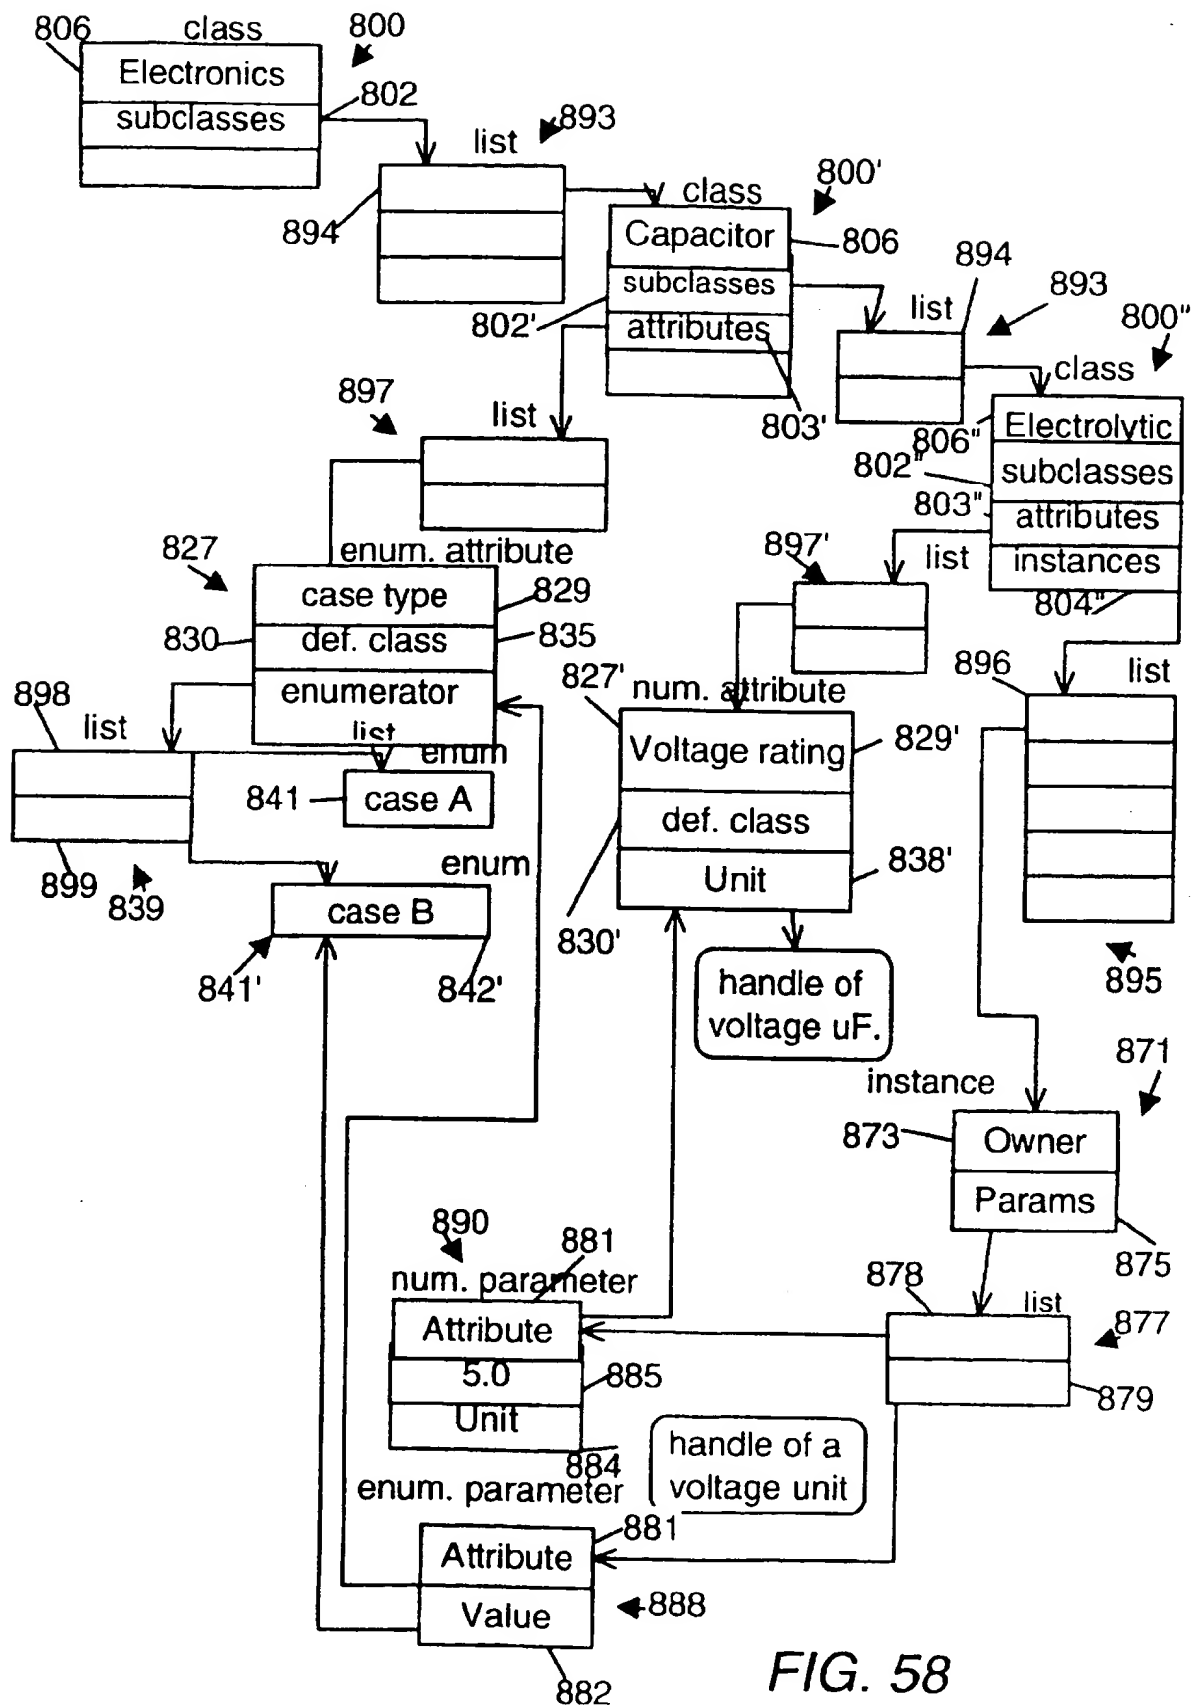 806
class
800
Electronics
802
subclasses
list
893
894
class
800'
Capacitor
806
894
subclasses
list
893
802'
attributes
800"
class
897
list
803'
806"
Electrolytic
802"
subclasses
803"
attributes
897'
list
instances
804"
827
enum. attribute
case type
829
830
def. class
835
896
list
enumerator
827'
num. attribute
898
list
list
enum
Voltage rating
829'
841
case A
def. class
899
839
enum
Unit
838'
case B
830'
895
841'
842'
handle of
voltage uF.
871
instance
873
Owner
Params
875
890
881
num. parameter
878
list
Attribute
877
5.0
885
879
Unit
884
handle of a
voltage unit
enum. parameter
881
Attribute
Value
888
882
FIG. 58